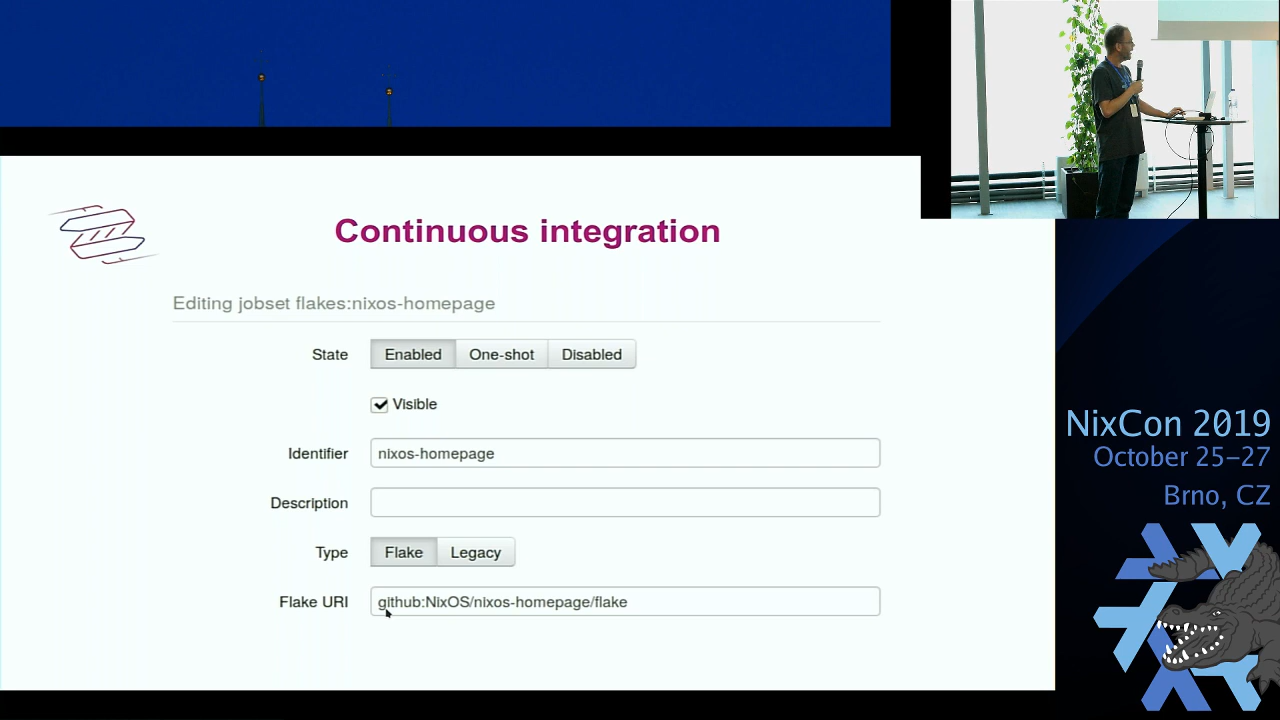 Continuous integration
Editing jobset flakes:nixos-homepage
State Enabled One-shot Disabled
Visible
Identifier nixos-homepage
Description
Type Flake Legacy
Flake URI github:NixOS/nixos-homepage/flake
NixCon 2019
October 25–27
Brno, CZ